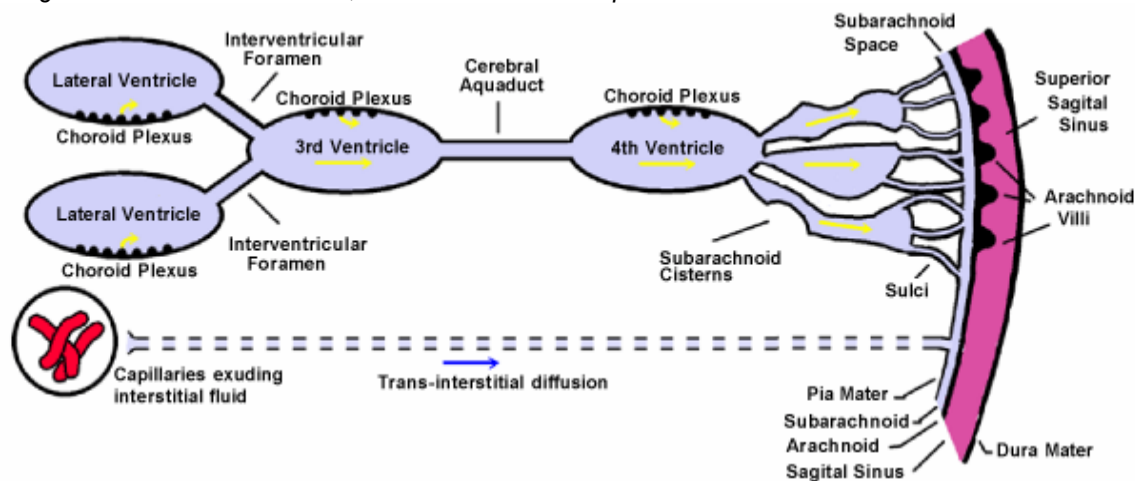 Subarachnoid
Space
Interventricular
Foramen
Cerebral
Aquaduct
Lateral Ventricle
Choroid Plexus
Choroid Plexus
Superior
Sagital
Sinus
Choroid Plexus
3rd Ventricle
4th Ventricle
Lateral Ventricle
Arachnoid
Villi
Interventricular
Foramen
Subarachnoid
Cisterns
Choroid Plexus
Sulci
Capillaries exuding
interstitial fluid
Trans-interstitial diffusion
Pia Mater
Subarachnoid
Arachnoid
Sagital Sinus
Dura Mater